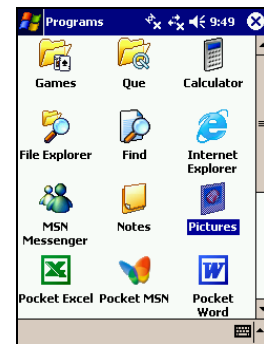 Programs 9:49
Games Que Calculator
File Explorer Find Internet
Explorer
MSN Notes Pictures
Messenger
Pocket Excel Pocket MSN Pocket
Word